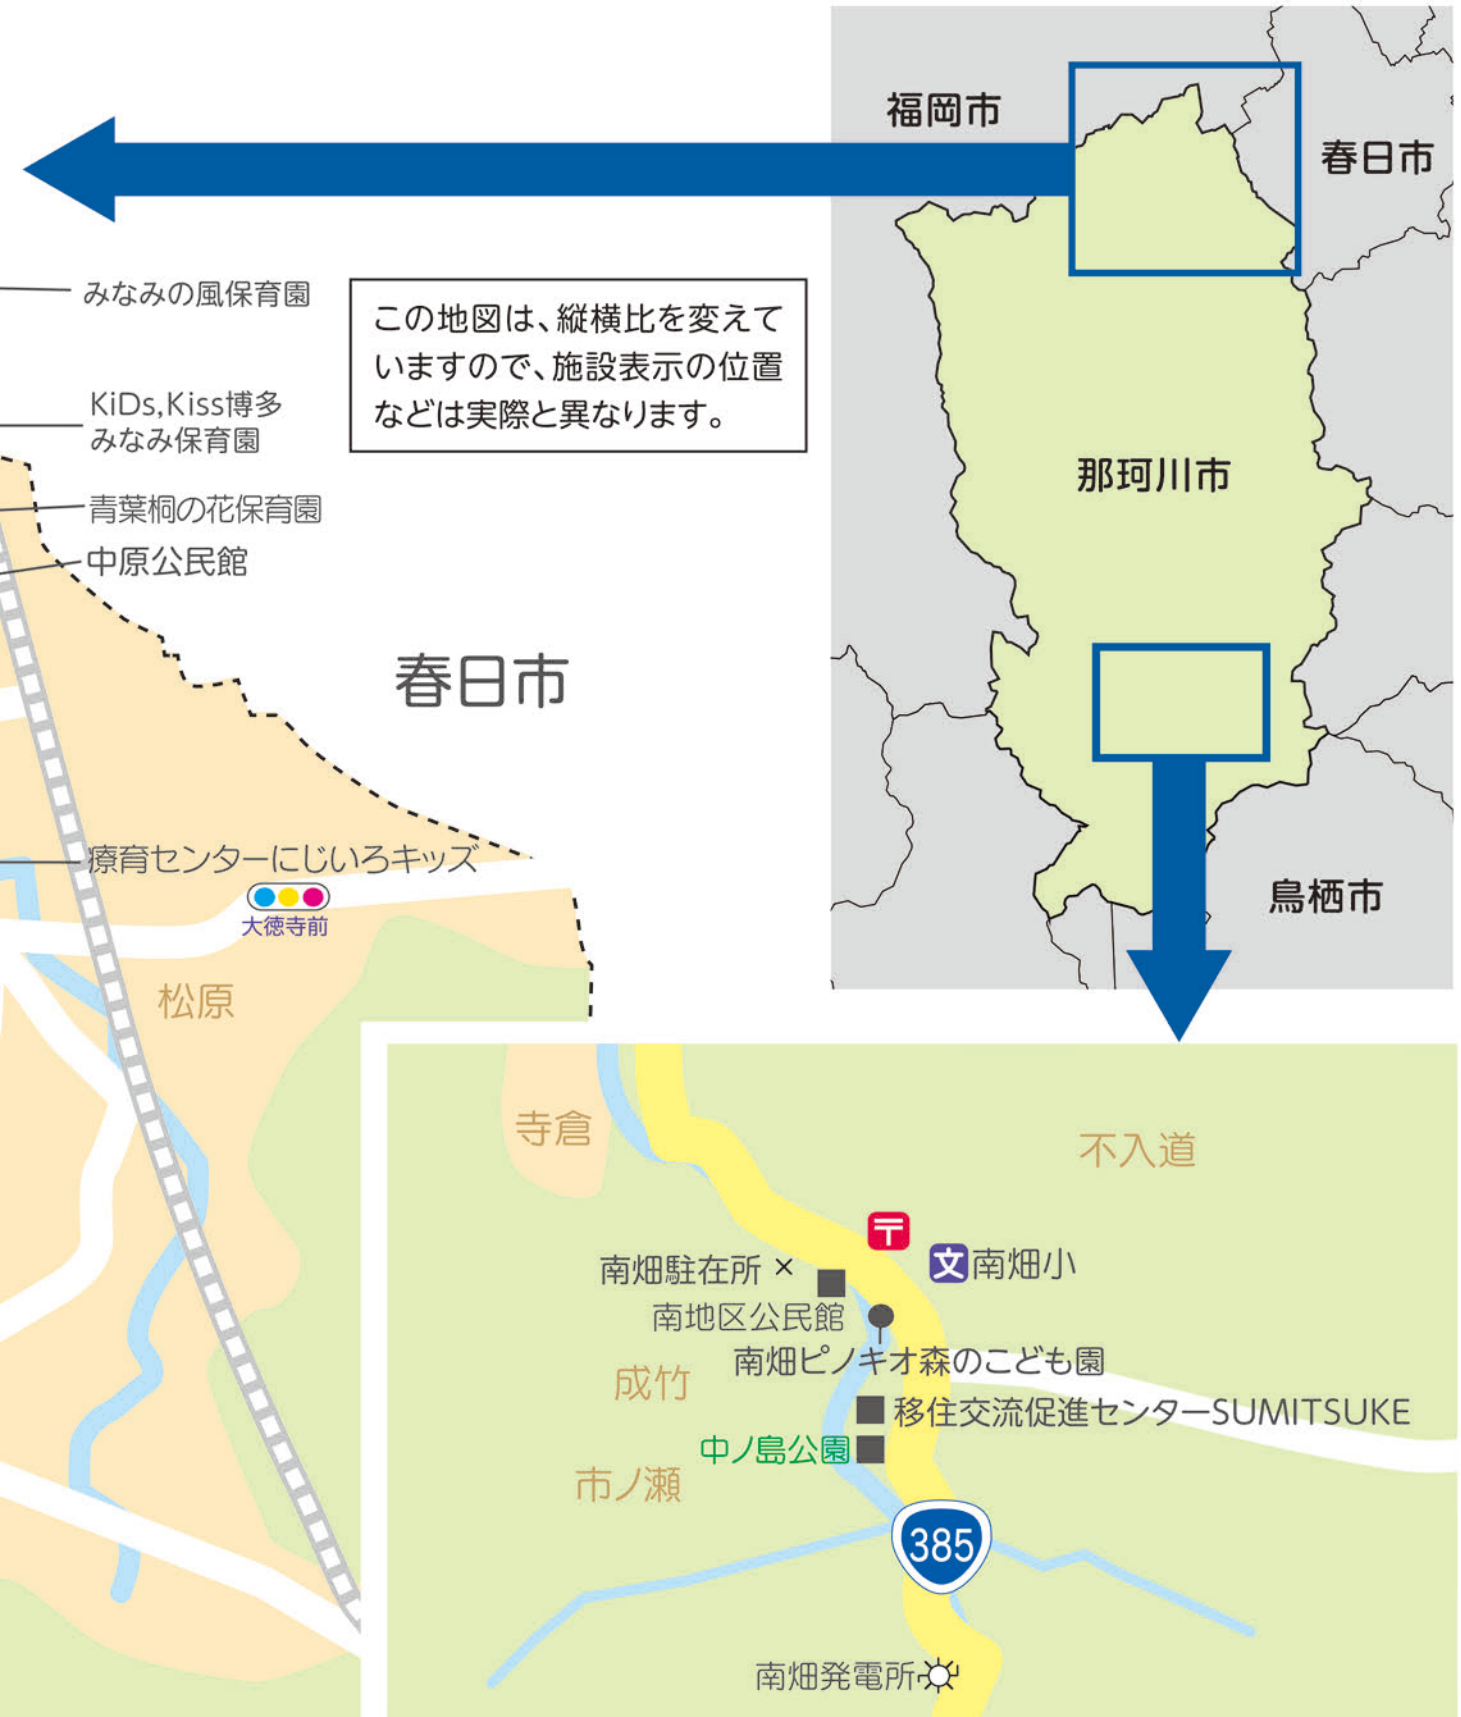 福岡市
春日市
みなみの風保育園
この地図は、縦横比を変えて
いますので、施設表示の位置
などは実際と異なります。
KiDs,Kiss博多
みなみ保育園
那珂川市
青葉桐の花保育園
中原公民館
春日市
療育センターにじいろキッズ
大徳寺前
鳥栖市
松原
寺倉
不入道
〒
文南畑小
南畑駐在所
南地区公民館
南畑ピノキオ森のこども園
成竹
移住交流促進センターSUMITSUKE
中ノ島公園
市ノ瀬
385
南畑発電所